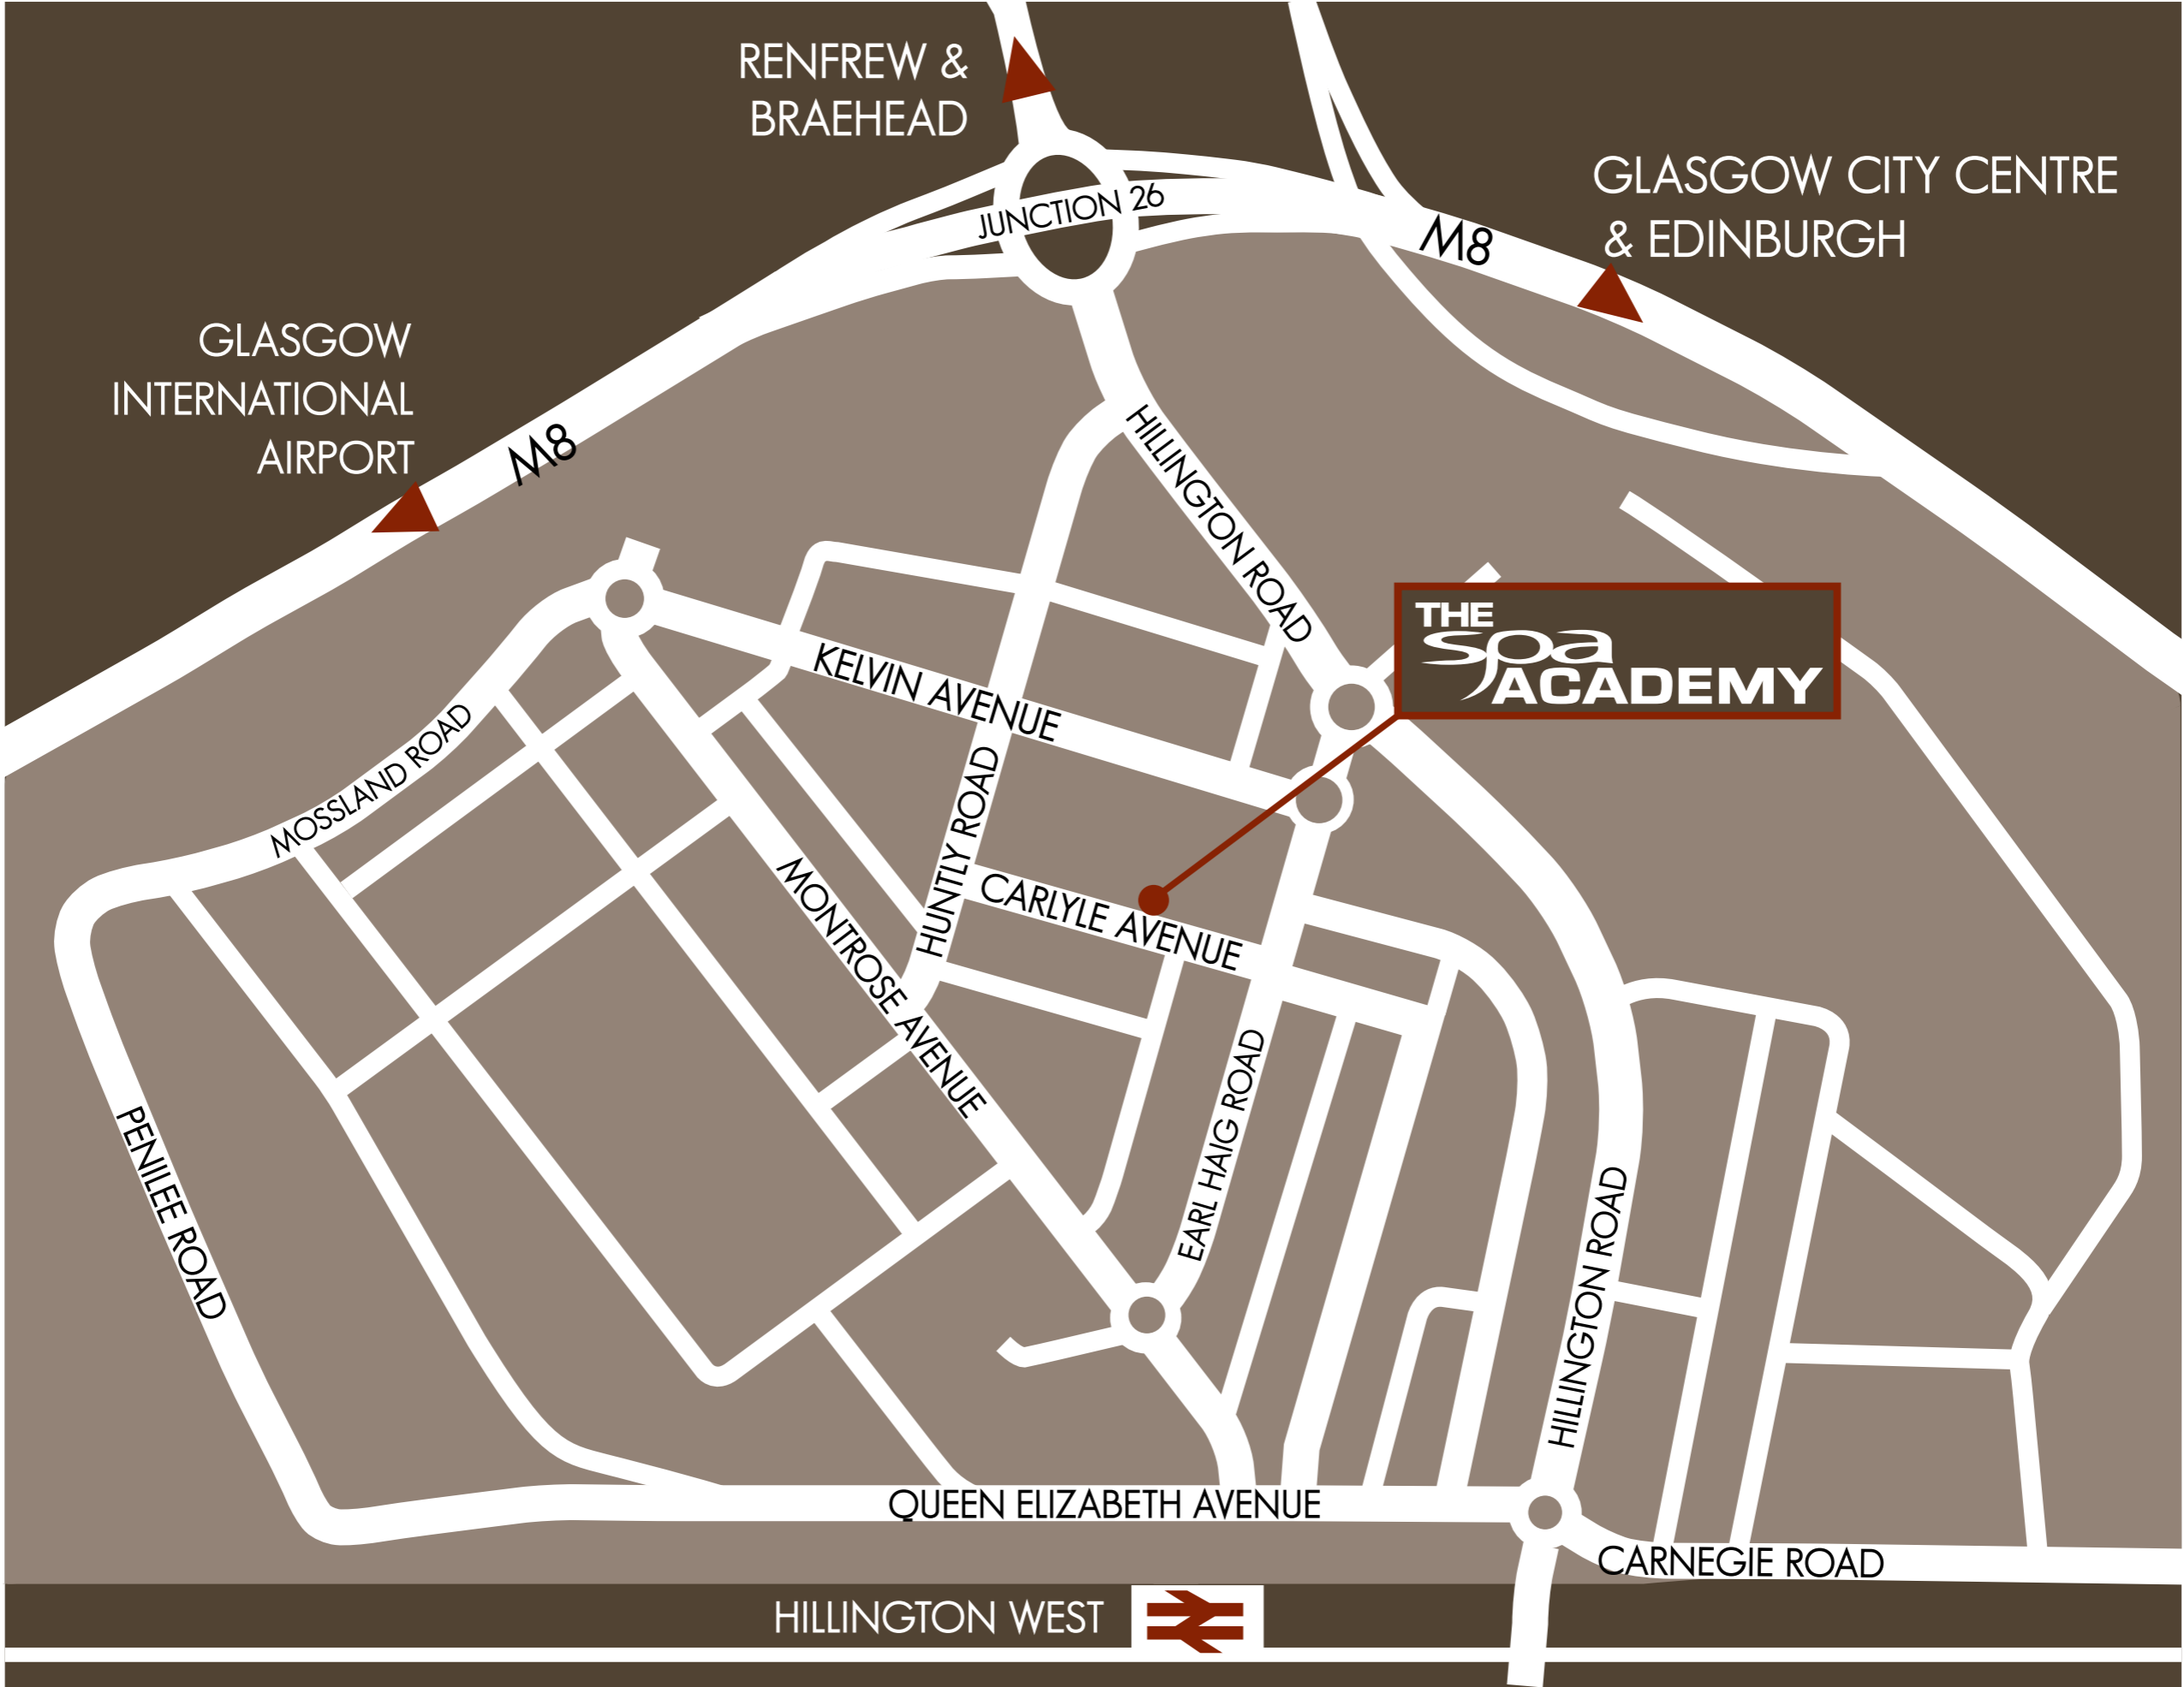 RENFREW &
BRAEHEAD
JUNCTION 26
GLASGOW CITY CENTRE
& EDINBURGH
M8
GLASGOW
INTERNATIONAL
AIRPORT
M8
HILLINGTON ROAD
THE
spa
ACADEMY
KELVIN AVENUE
MOSSLAND ROAD
HUNTLY ROAD
CARLYLE AVENUE
MONTROSE AVENUE
EARL HAIG ROAD
PENILEE ROAD
HILLINGTON ROAD
QUEEN ELIZABETH AVENUE
CARNEGIE ROAD
HILLINGTON WEST